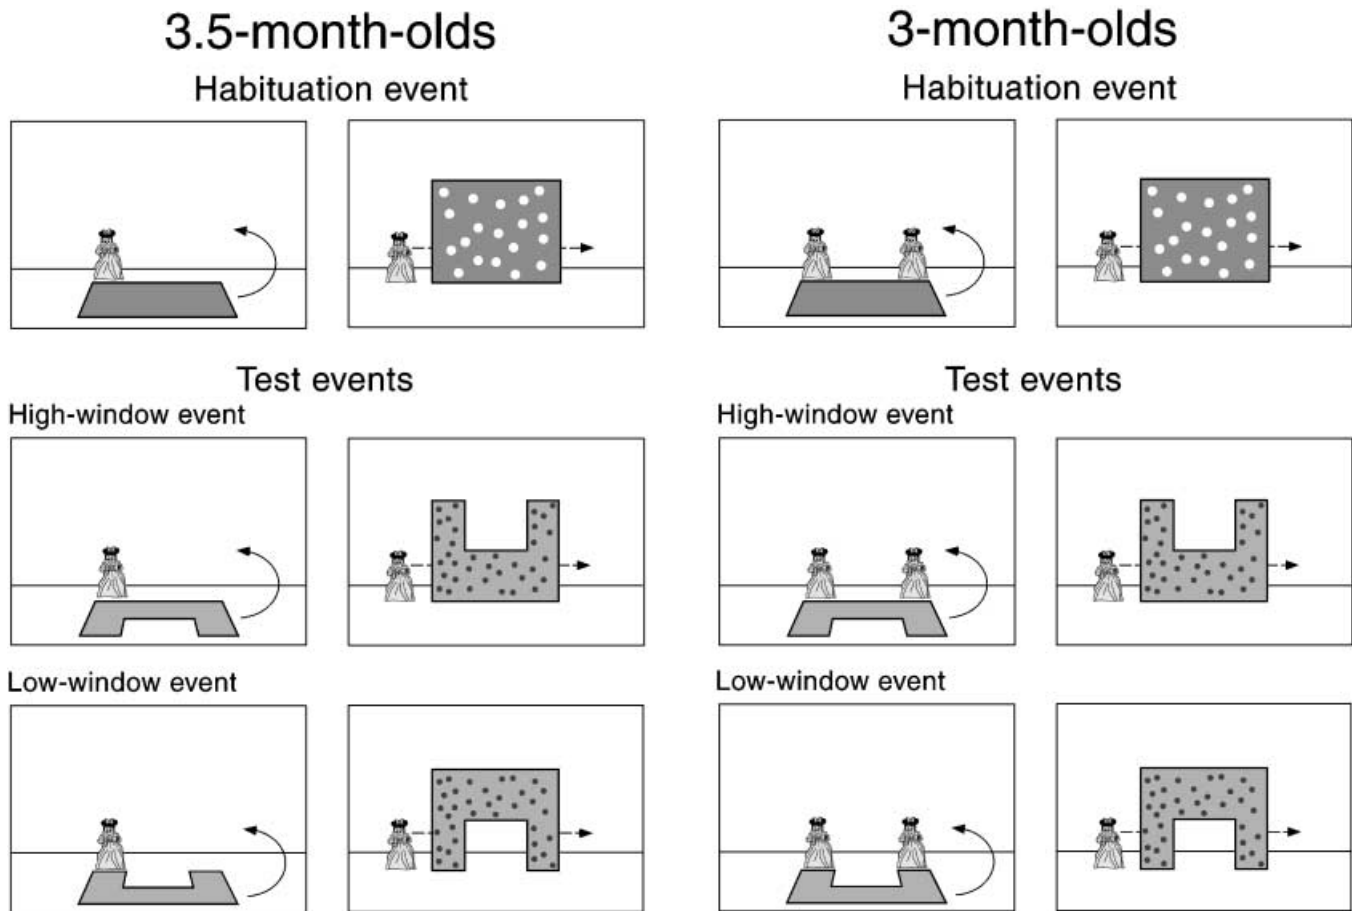 3.5-month-olds
Habituation event
Test events
High-window event
Low-window event
3-month-olds
Habituation event
Test events
High-window event
Low-window event